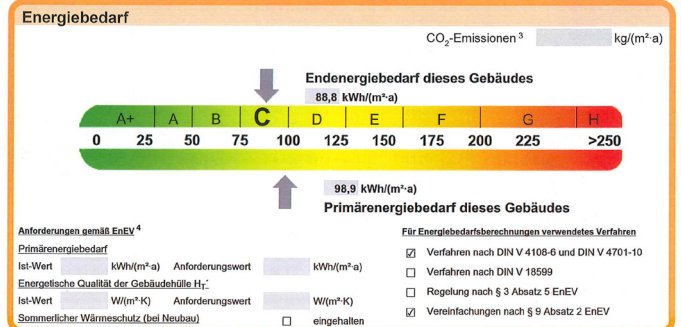 Energiebedarf
CO₂-Emissionen ³ kg/(m²·a)
Endenergiebedarf dieses Gebäudes
88,8 kWh/(m²·a)
A+ A B C D E F G H
0 25 50 75 100 125 150 175 200 225 >250
98,9 kWh/(m²·a)
Primärenergiebedarf dieses Gebäudes
Anforderungen gemäß EnEV ⁴
Primärenergiebedarf
Ist-Wert kWh/(m²·a) Anforderungswert kWh/(m²·a)
Energetische Qualität der Gebäudehülle H_T´
Ist-Wert W/(m²·K) Anforderungswert W/(m²·K)
Sommerlicher Wärmeschutz (bei Neubau) ☐ eingehalten
Für Energiebedarfsberechnungen verwendetes Verfahren
☑ Verfahren nach DIN V 4108-6 und DIN V 4701-10
☐ Verfahren nach DIN V 18599
☐ Regelung nach § 3 Absatz 5 EnEV
☑ Vereinfachungen nach § 9 Absatz 2 EnEV